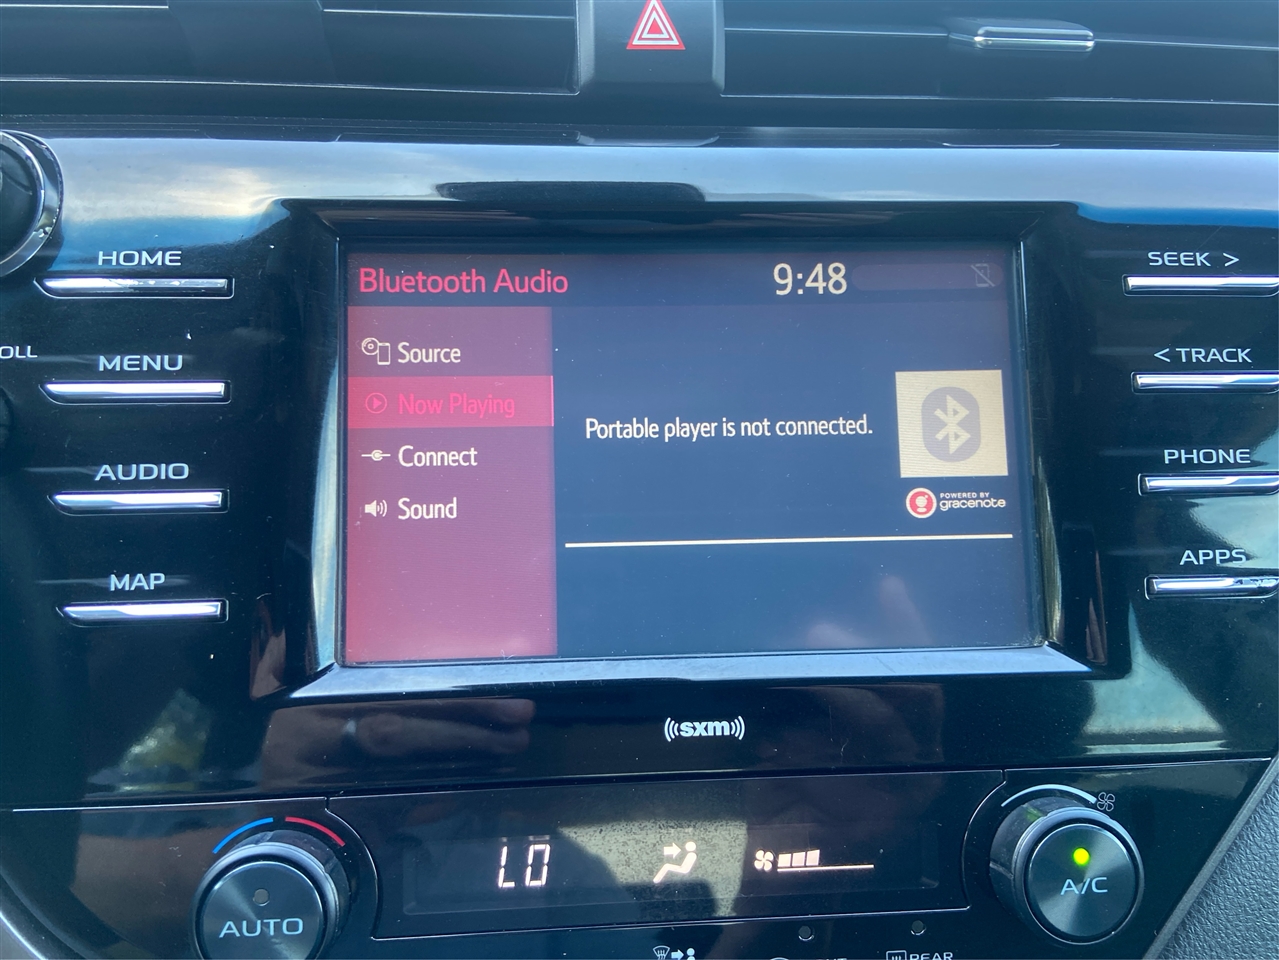 HOME
SEEK >
Bluetooth Audio
9:48
OLL
MENU
Source
< TRACK
Now Playing
Portable player is not connected.
AUDIO
Connect
PHONE
Sound
POWERED BY
gracenote
MAP
APPS
((sxm))
LO
AUTO
A/C
REAR